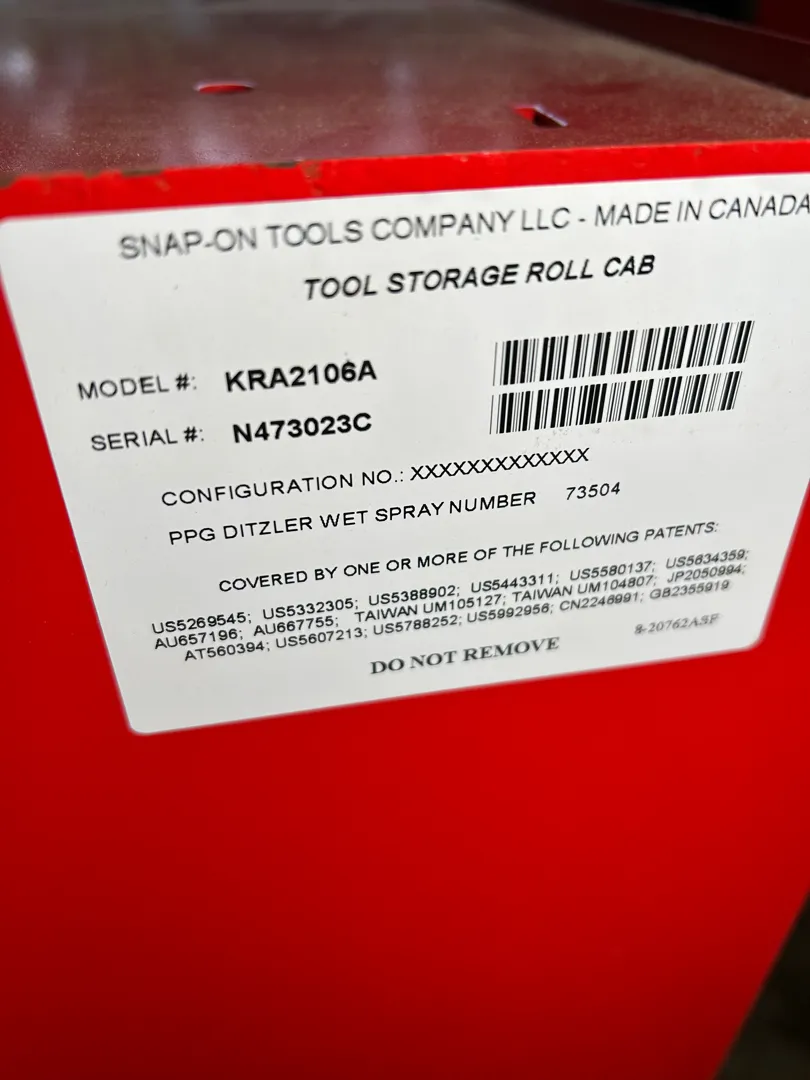 SNAP-ON TOOLS COMPANY LLC - MADE IN CANADA
TOOL STORAGE ROLL CAB
MODEL #: KRA2106A
SERIAL #: N473023C
CONFIGURATION NO.: XXXXXXXXXXXXX
PPG DITZLER WET SPRAY NUMBER 73504
COVERED BY ONE OR MORE OF THE FOLLOWING PATENTS:
US5269545; US5332305; US5388902; US5443311; US5580137; US5634359;
AU657196; AU667755; TAIWAN UM105127; TAIWAN UM104807; JP2050994;
AT560394; US5607213; US5788252; US5992956; CN2246991; GB2355919
DO NOT REMOVE
8-20762ASF